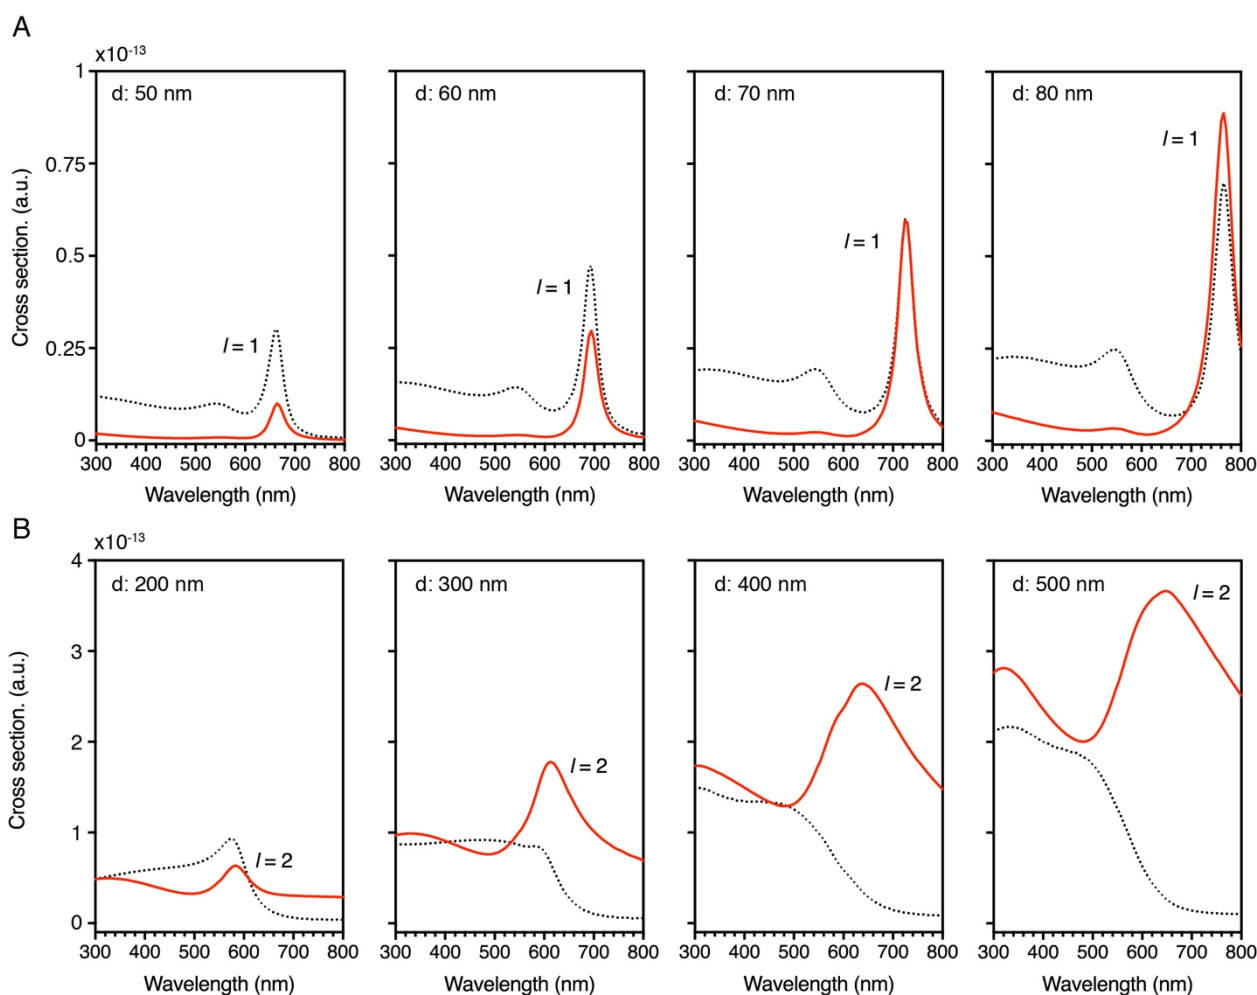 A
x10⁻¹³
d: 50 nm
d: 60 nm
d: 70 nm
d: 80 nm
l = 1
l = 1
l = 1
l = 1
Cross section. (a.u.)
1
0.75
0.5
0.25
0
300 400 500 600 700 800
300 400 500 600 700 800
300 400 500 600 700 800
300 400 500 600 700 800
Wavelength (nm)
Wavelength (nm)
Wavelength (nm)
Wavelength (nm)
B
x10⁻¹³
d: 200 nm
d: 300 nm
d: 400 nm
d: 500 nm
l = 2
l = 2
l = 2
l = 2
Cross section. (a.u.)
4
3
2
1
0
300 400 500 600 700 800
300 400 500 600 700 800
300 400 500 600 700 800
300 400 500 600 700 800
Wavelength (nm)
Wavelength (nm)
Wavelength (nm)
Wavelength (nm)